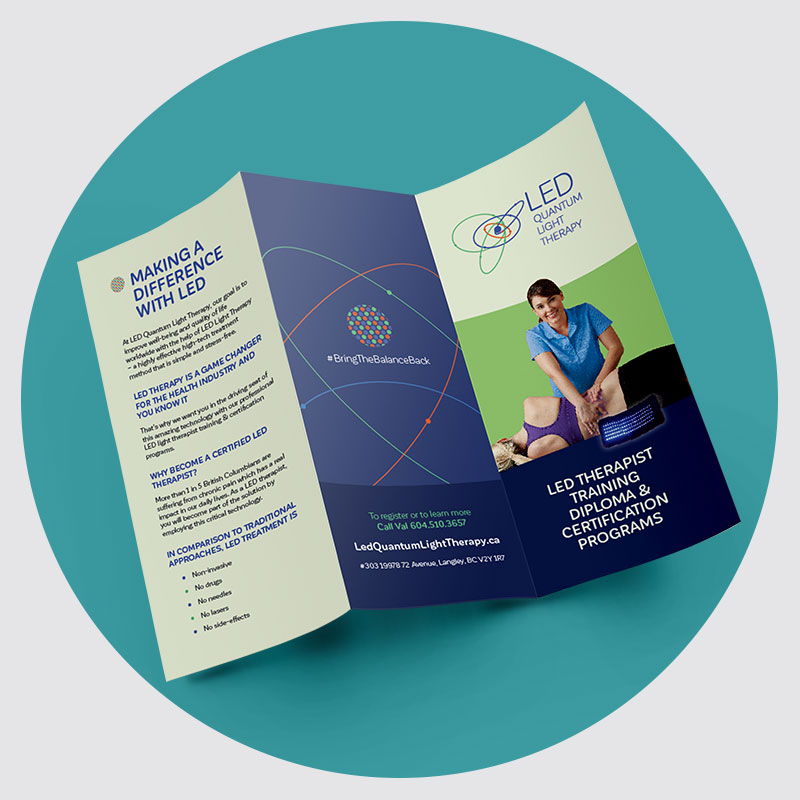 MAKING A
DIFFERENCE
WITH LED
At LED Quantum Light Therapy, our goal is to
improve well-being and quality of life
worldwide with the help of LED Light Therapy
– a highly effective high-tech treatment
method that is simple and stress-free.
LED THERAPY IS A GAME CHANGER
FOR THE HEALTH INDUSTRY AND
YOU KNOW IT
That's why we want you in the driving seat of
this amazing technology with our professional
LED light therapist training & certification
programs.
WHY BECOME A CERTIFIED LED
THERAPIST?
More than 1 in 5 British Columbians are
suffering from chronic pain which has a real
impact in our daily lives. As a LED therapist,
you will become part of the solution by
employing this critical technology.
IN COMPARISON TO TRADITIONAL
APPROACHES, LED TREATMENT IS
• Non-invasive
• No drugs
• No needles
• No lasers
• No side-effects
#BringTheBalanceBack
To register or to learn more
Call Val 604.510.3657
LedQuantumLightTherapy.ca
#303 19978 72 Avenue, Langley, BC V2Y 1R7
LED
QUANTUM
LIGHT
THERAPY
LED THERAPIST
TRAINING
DIPLOMA &
CERTIFICATION
PROGRAMS